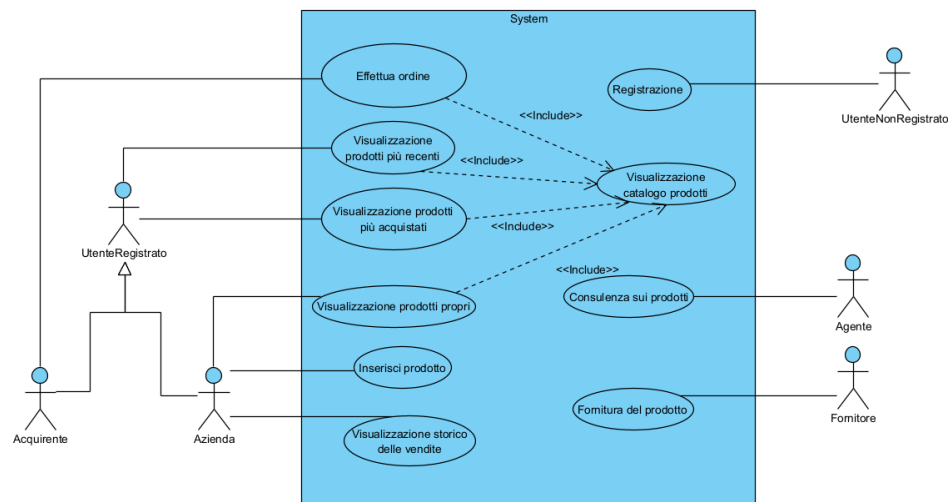 System
Effettua ordine
Registrazione
UtenteNonRegistrato
<<Include>>
Visualizzazione
prodotti più recenti
<<Include>>
Visualizzazione
catalogo prodotti
UtenteRegistrato
Visualizzazione prodotti
più acquistati
<<Include>>
<<Include>>
Visualizzazione prodotti propri
Consulenza sui prodotti
Agente
Inserisci prodotto
Acquirente
Azienda
Fornitura del prodotto
Fornitore
Visualizzazione storico
delle vendite